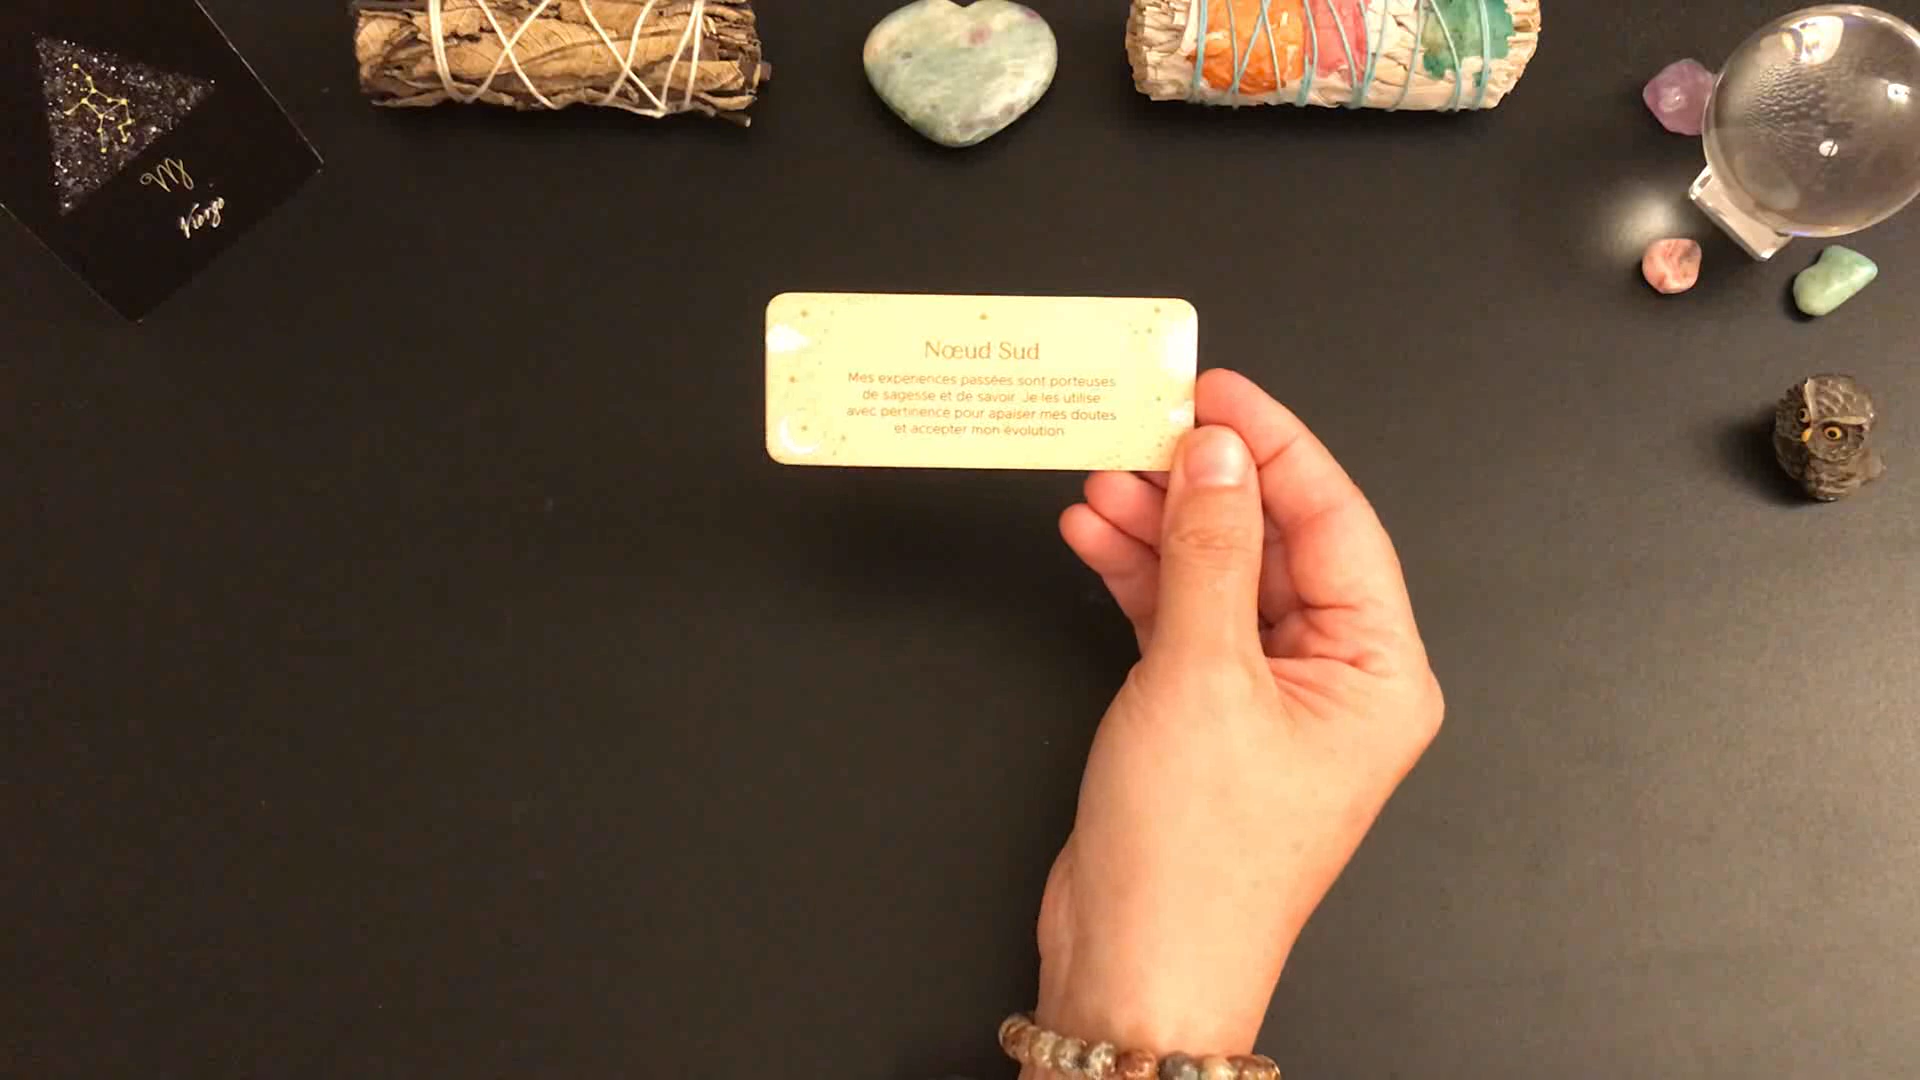 Virgo
Nœud Sud
Mes expériences passées sont porteuses
de sagesse et de savoir. Je les utilise
avec pertinence pour apaiser mes doutes
et accepter mon évolution.